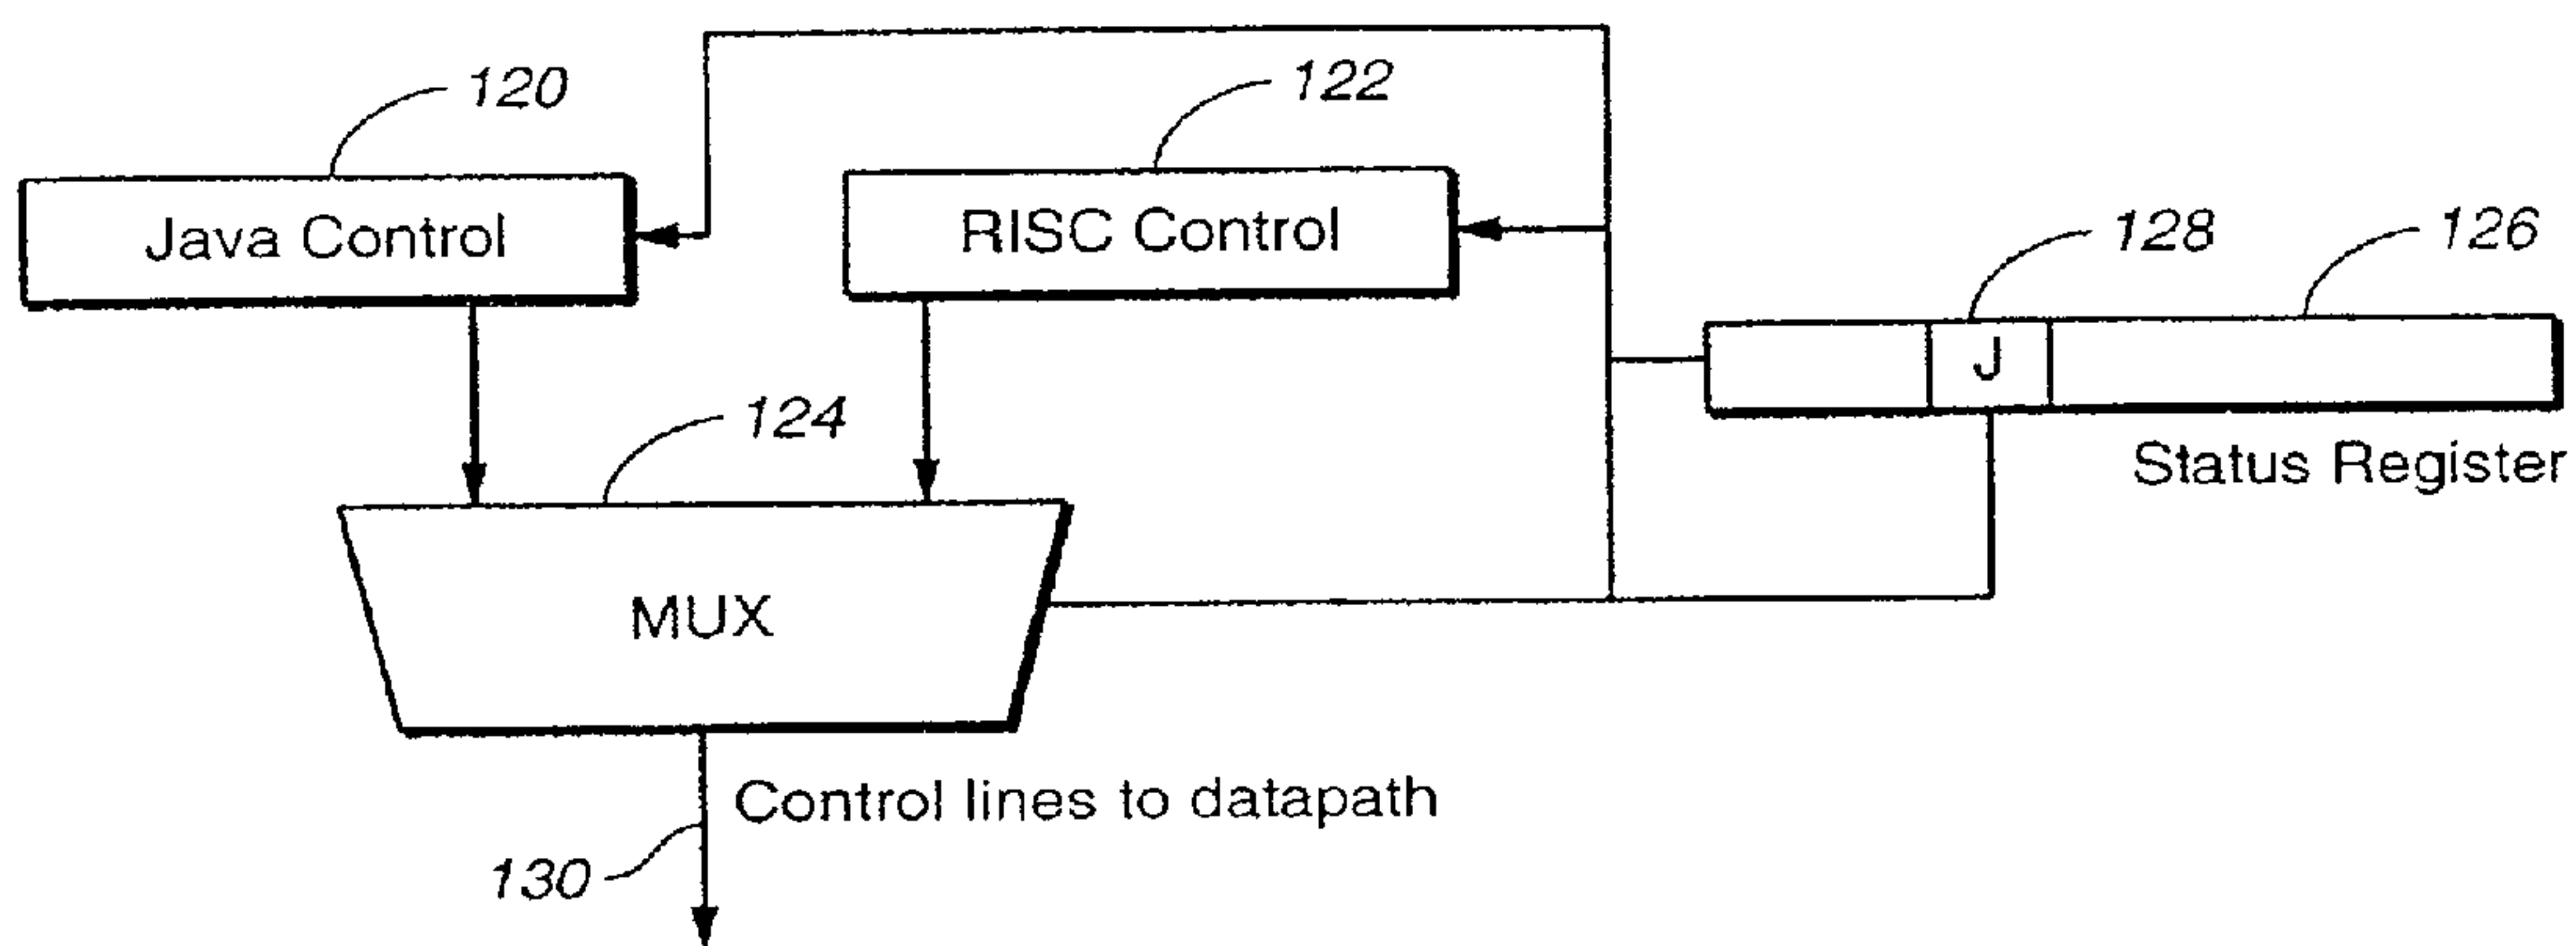 120
122
Java Control
RISC Control
128
126
J
Status Register
124
MUX
Control lines to datapath
130